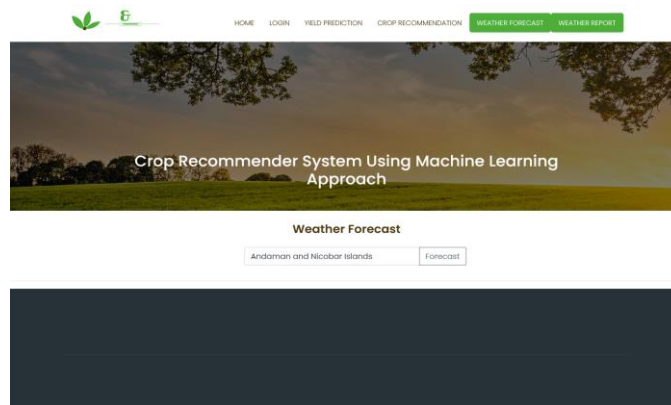 &
HOME LOGIN YIELD PREDICTION CROP RECOMMENDATION WEATHER FORECAST WEATHER REPORT
Crop Recommender System Using Machine Learning
Approach
Weather Forecast
Andaman and Nicobar Islands Forecast